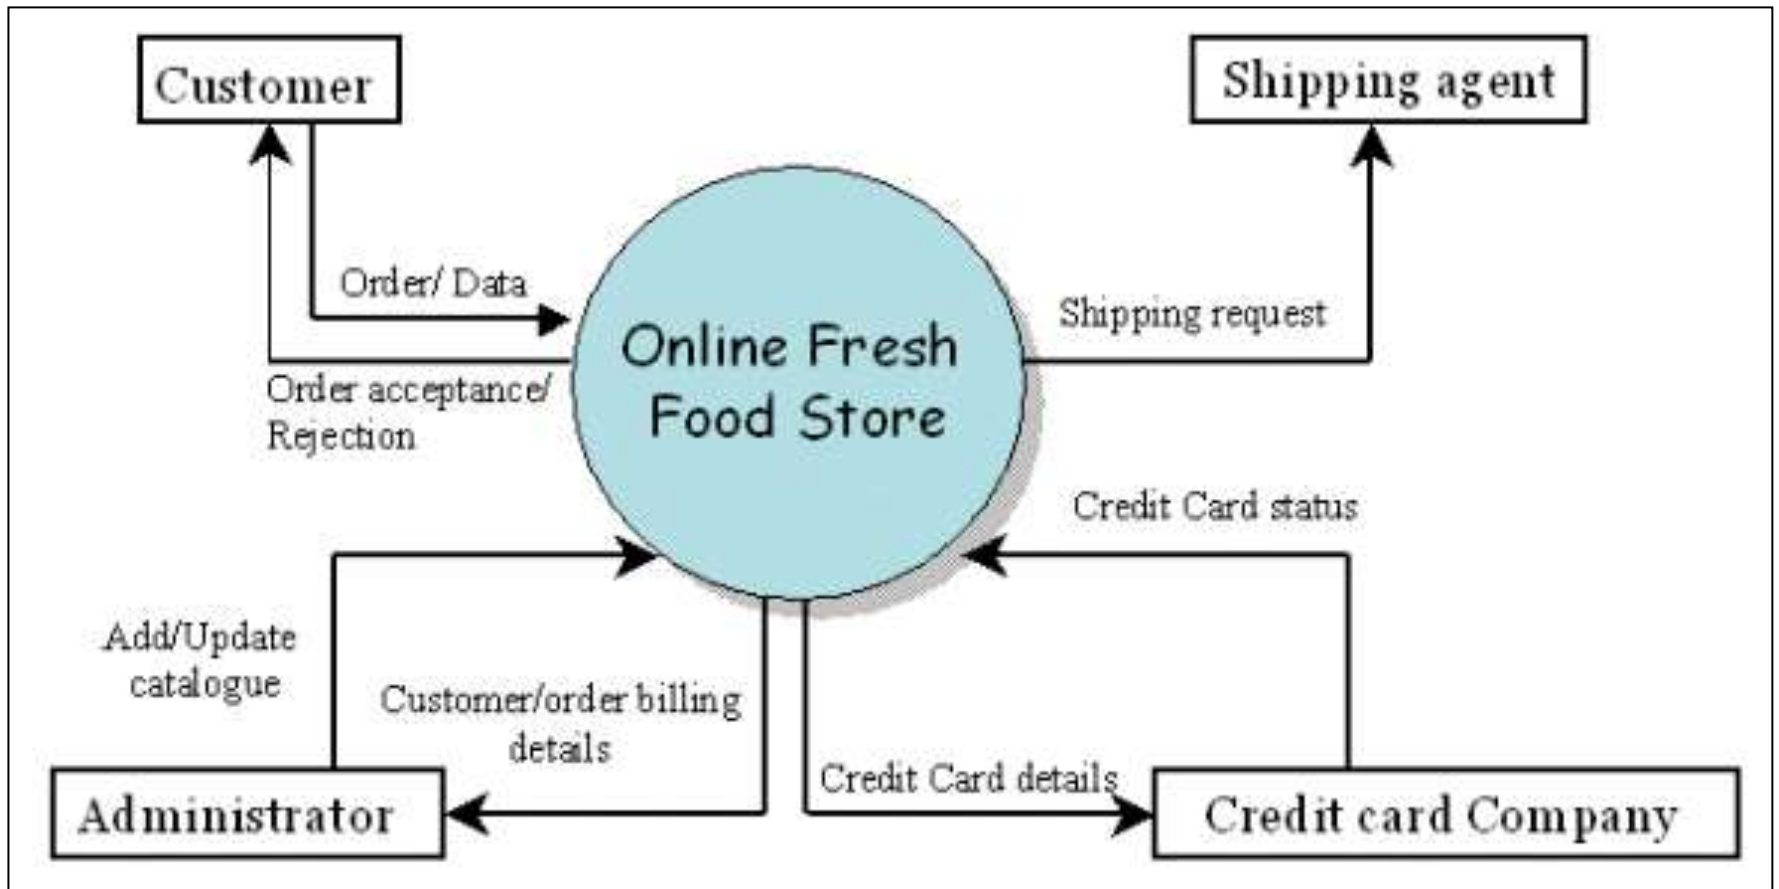 Customer
Shipping agent
Order/ Data
Shipping request
Online Fresh
Food Store
Order acceptance/
Rejection
Credit Card status
Add/Update
catalogue
Customer/order billing
details
Credit Card details
Administrator
Credit card Company